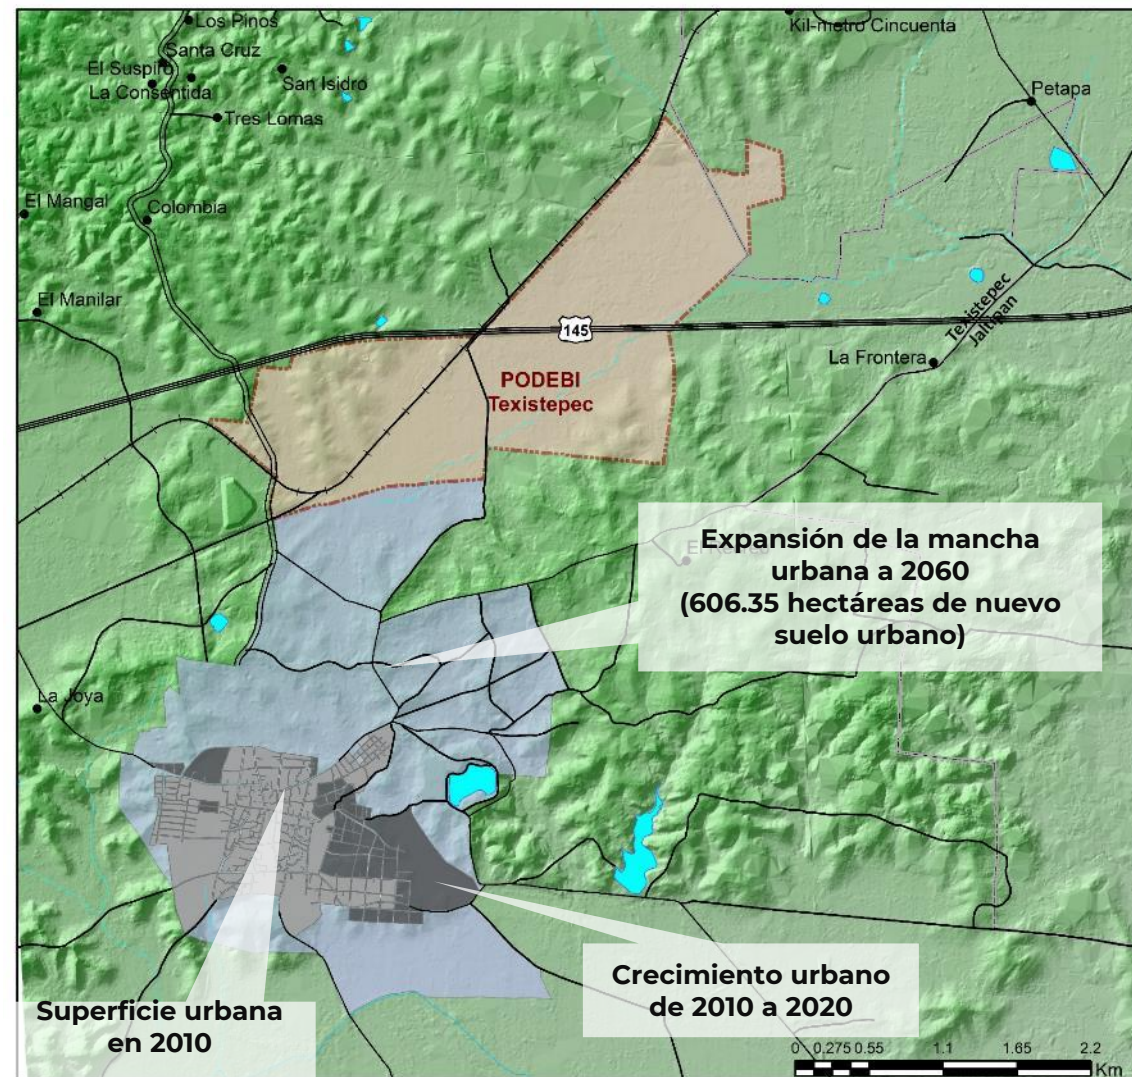 Los Pinos
Kil-metro Cincuenta
Santa Cruz
El Suspiro
San Isidro
La Consentida
Petapa
Tres Lomas
El Mangal
Colombia
El Manilar
145
Texistepec
Jaltipan
La Frontera
PODEBI
Texistepec
Expansión de la mancha
urbana a 2060
(606.35 hectáreas de nuevo
suelo urbano)
La Joya
Crecimiento urbano
de 2010 a 2020
Superficie urbana
en 2010
0 0.275 0.55 1.1 1.65 2.2
Km